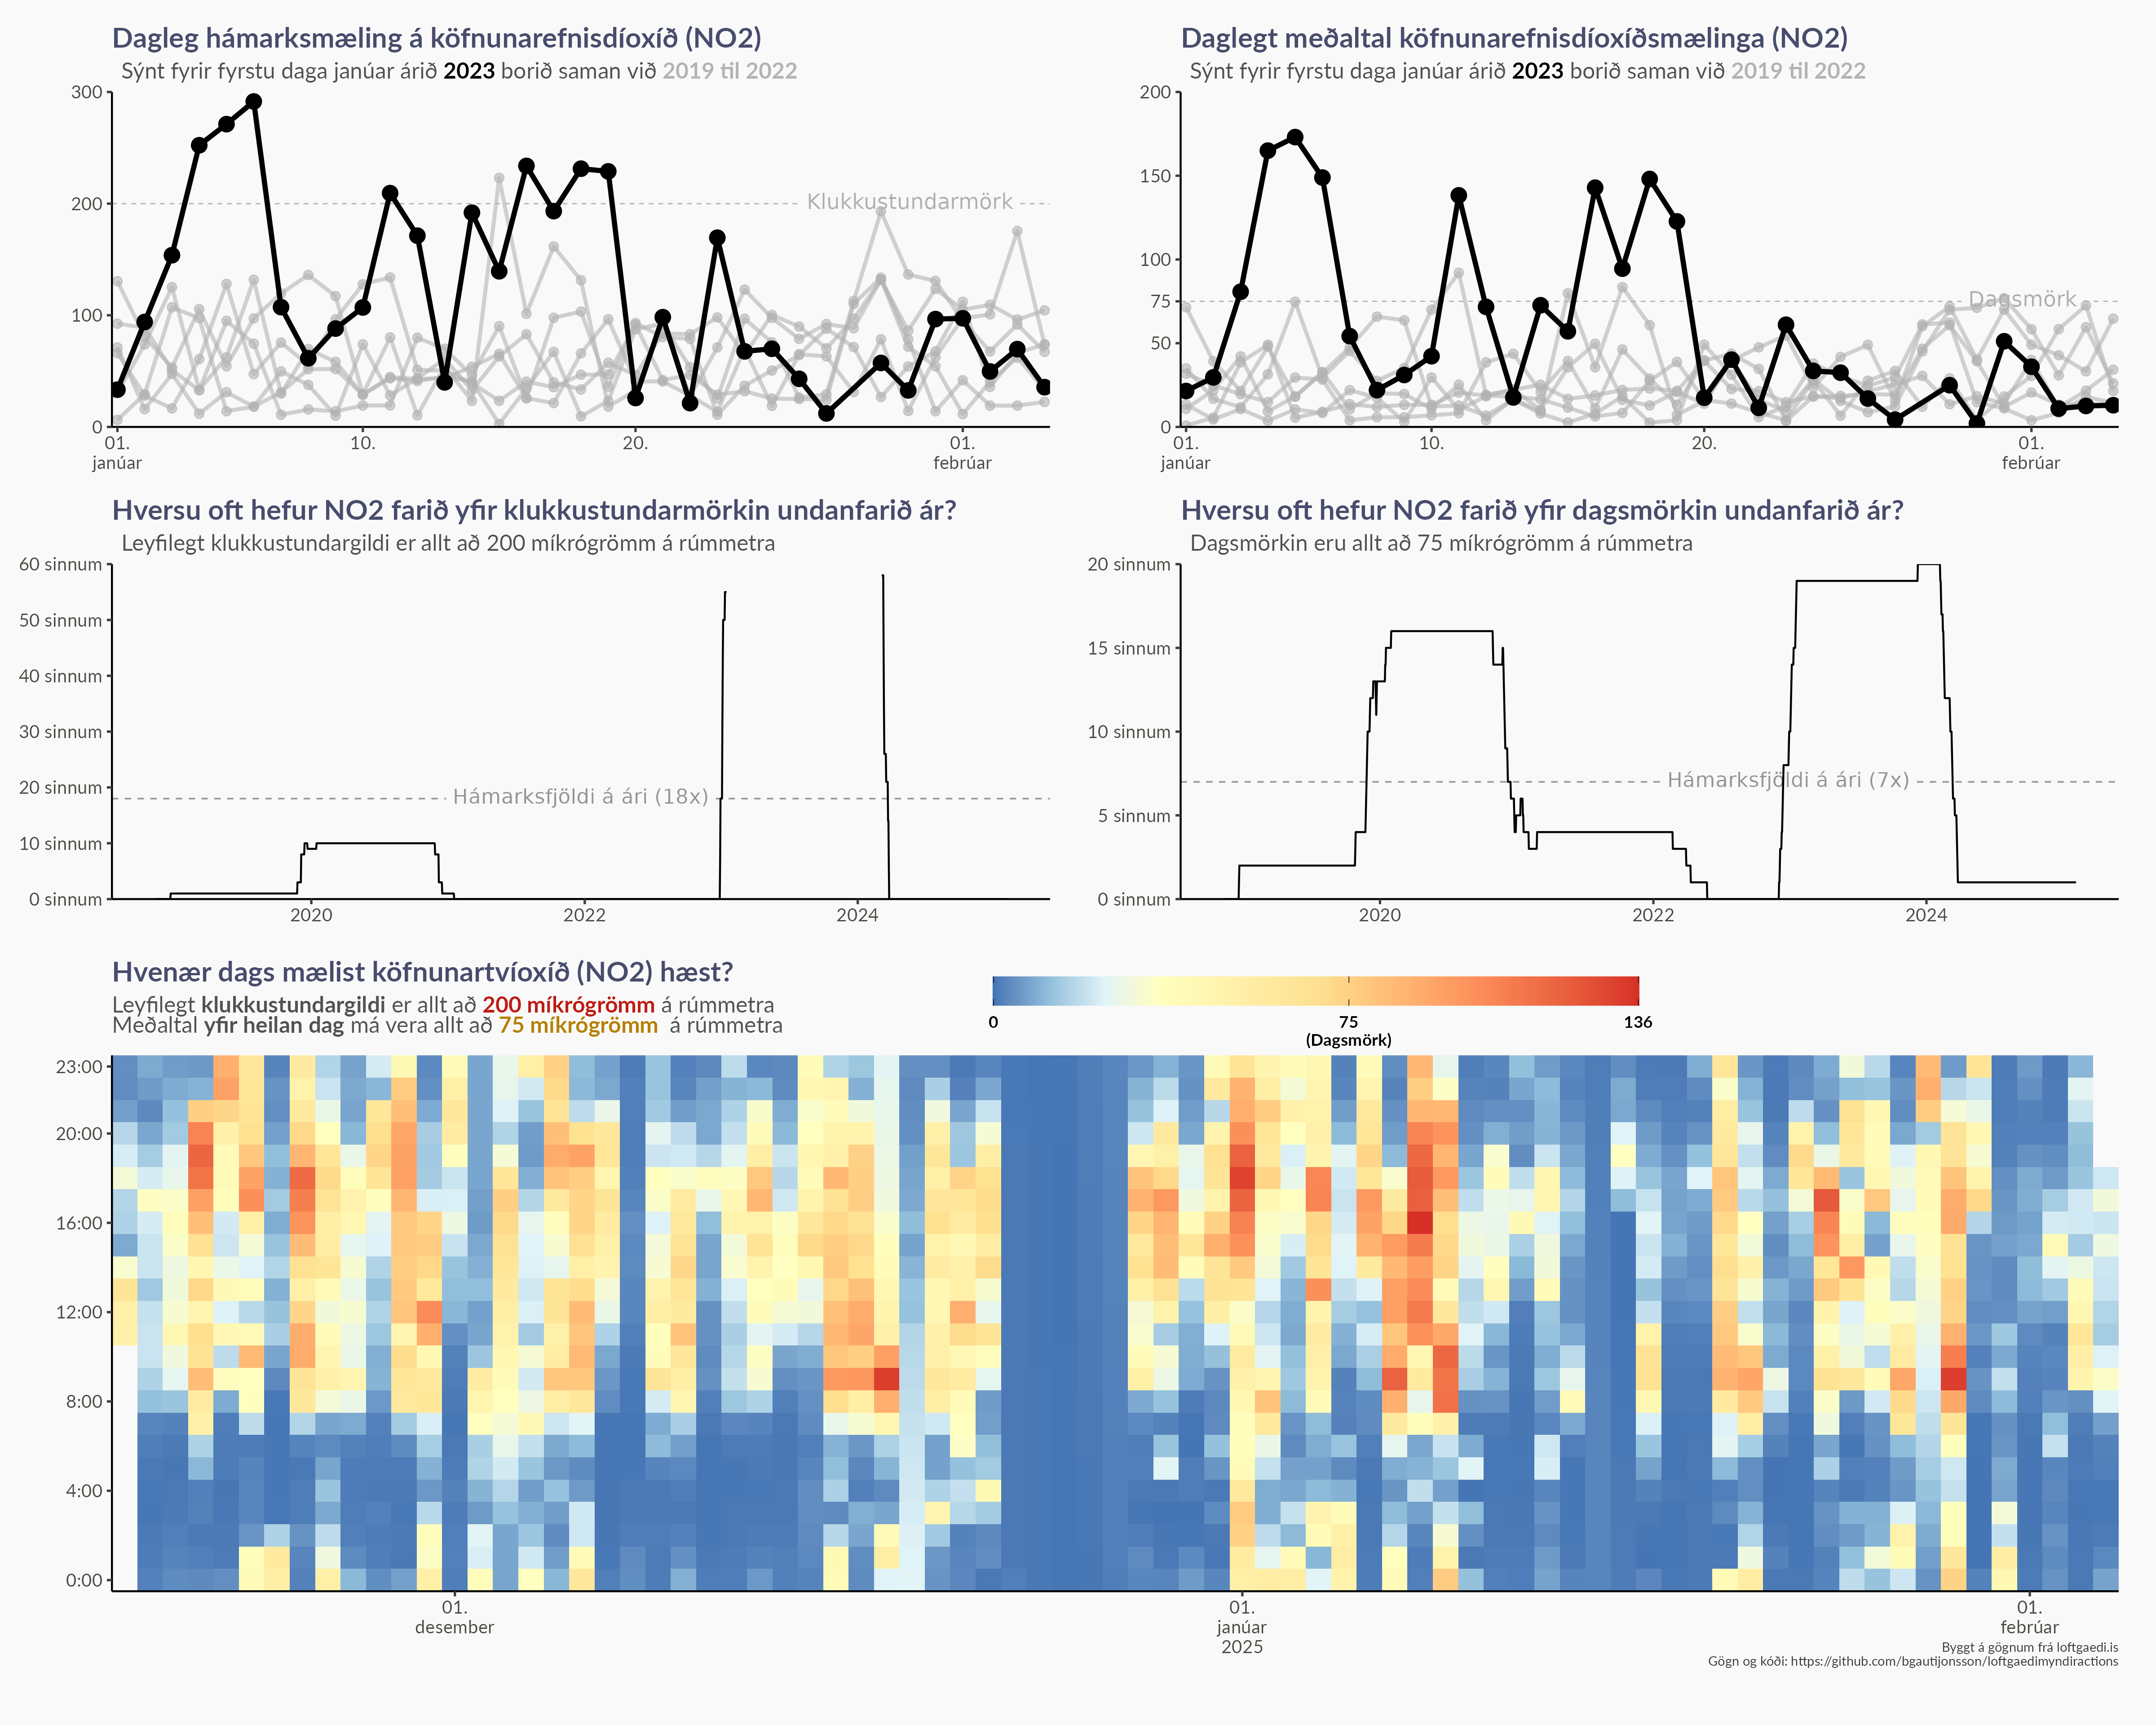 Dagleg hámarksmæling á köfnunarefnisdíoxíð (NO2)
Sýnt fyrir fyrstu daga janúar árið 2023 borið saman við 2019 til 2022
300
200
100
0
Klukkustundarmörk
01.
janúar
10.
20.
01.
febrúar
Daglegt meðaltal köfnunarefnisdíoxíðsmælinga (NO2)
Sýnt fyrir fyrstu daga janúar árið 2023 borið saman við 2019 til 2022
200
150
100
75
50
0
Dagsmörk
01.
janúar
10.
20.
01.
febrúar
Hversu oft hefur NO2 farið yfir klukkustundarmörkin undanfarið ár?
Leyfilegt klukkustundargildi er allt að 200 míkrógrömm á rúmmetra
60 sinnum
50 sinnum
40 sinnum
30 sinnum
20 sinnum
10 sinnum
0 sinnum
Hámarksfjöldi á ári (18x)
2020
2022
2024
Hversu oft hefur NO2 farið yfir dagsmörkin undanfarið ár?
Dagsmörkin eru allt að 75 míkrógrömm á rúmmetra
20 sinnum
15 sinnum
10 sinnum
5 sinnum
0 sinnum
Hámarksfjöldi á ári (7x)
2020
2022
2024
Hvenær dags mælist köfnunartvíoxíð (NO2) hæst?
Leyfilegt klukkustundargildi er allt að 200 míkrógrömm á rúmmetra
Meðaltal yfir heilan dag má vera allt að 75 míkrógrömm á rúmmetra
0
75
(Dagsmörk)
136
23:00
20:00
16:00
12:00
8:00
4:00
0:00
01.
desember
01.
janúar
2025
01.
febrúar
Byggt á gögnum frá loftgaedi.is
Gögn og kóði: https://github.com/bgautijonsson/loftgaedimyndiractions